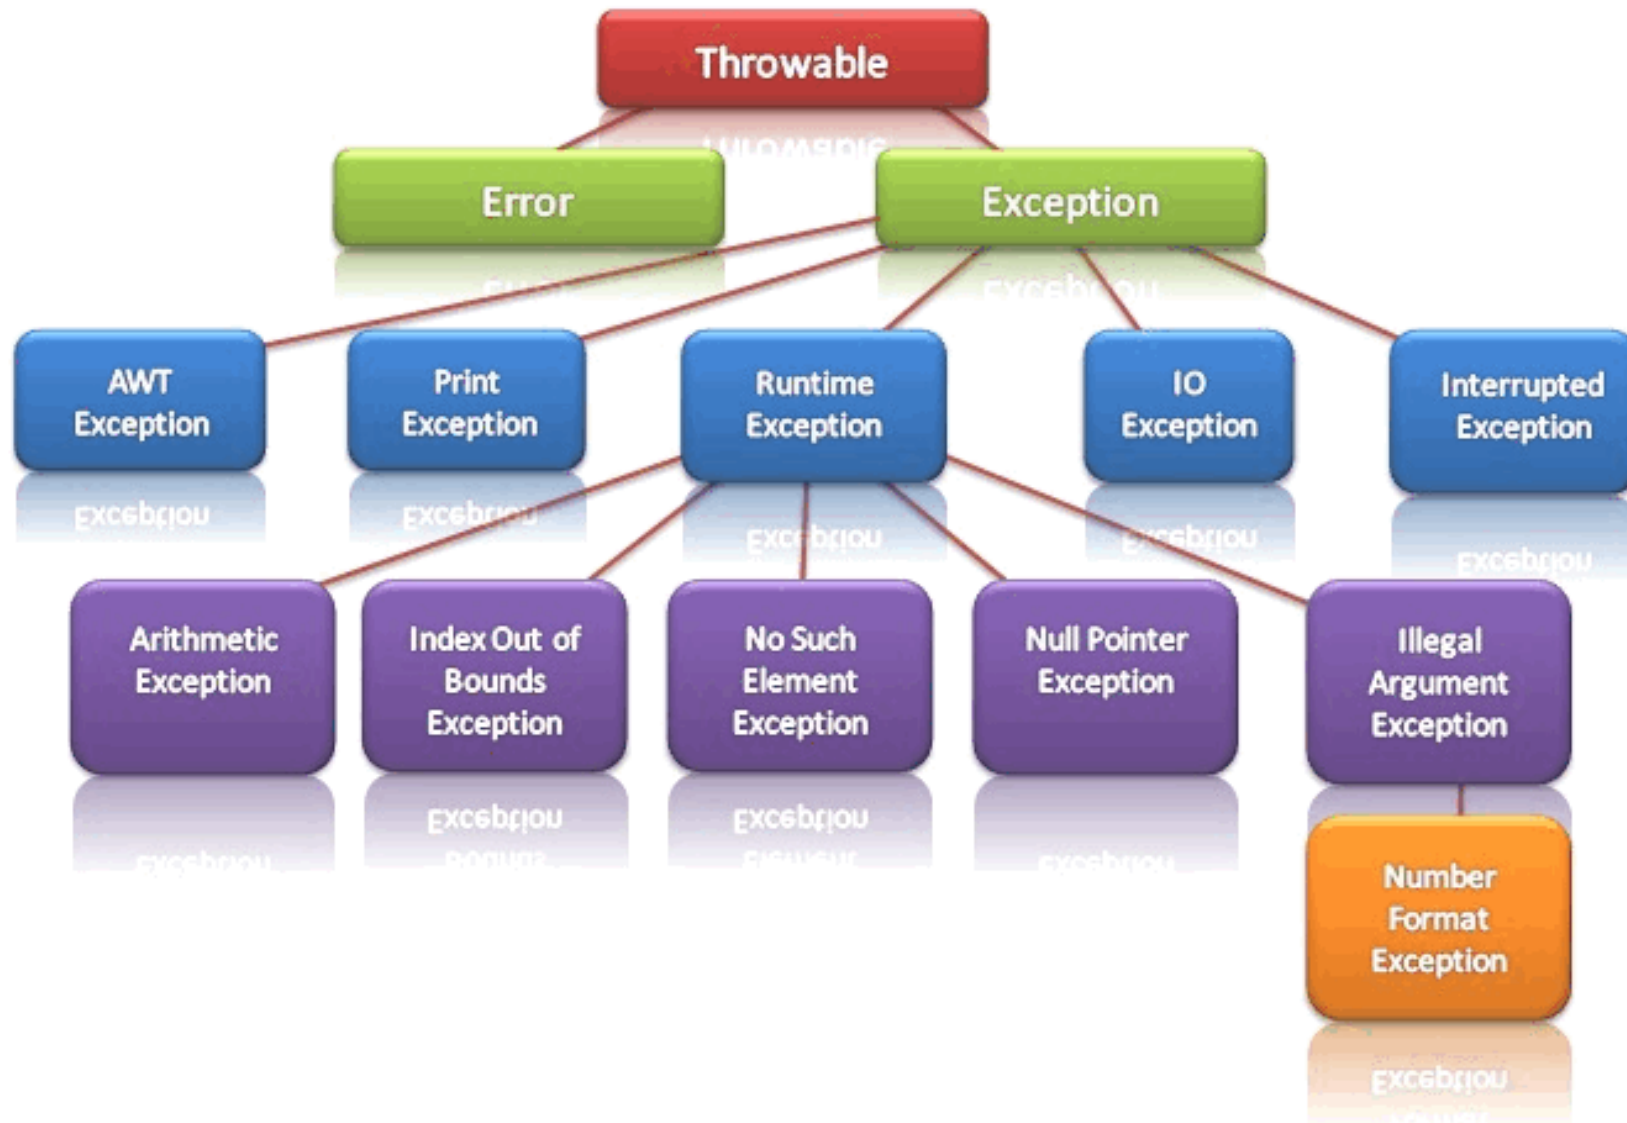 Throwable
Error
Exception
AWT
Exception
Print
Exception
Runtime
Exception
IO
Exception
Interrupted
Exception
Arithmetic
Exception
Index Out of
Bounds
Exception
No Such
Element
Exception
Null Pointer
Exception
Illegal
Argument
Exception
Number
Format
Exception